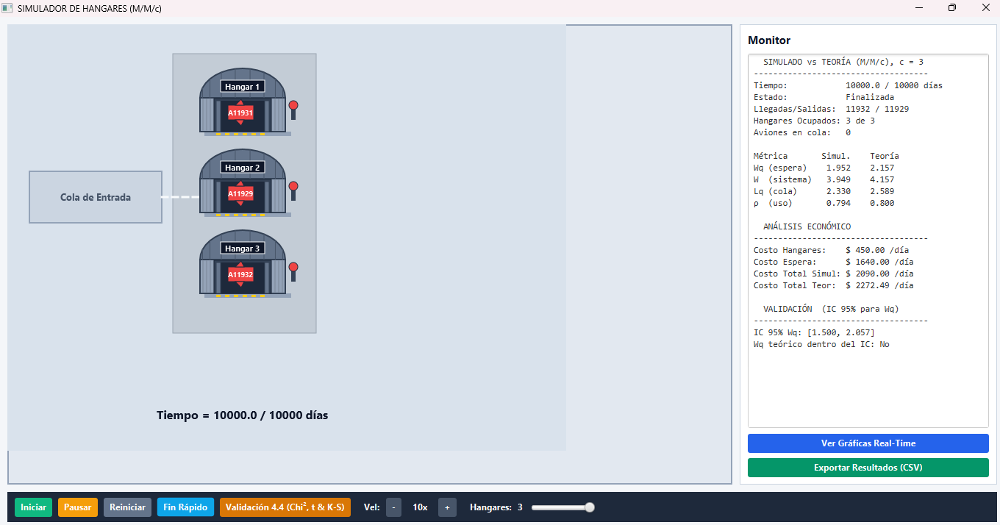 SIMULADOR DE HANGARES (M/M/c)
Hangar 1
A11931
Hangar 2
A11929
Hangar 3
A11932
Cola de Entrada
Tiempo = 10000.0 / 10000 días
Monitor
SIMULADO vs TEORÍA (M/M/c), c = 3
------------------------------------
Tiempo: 10000.0 / 10000 días
Estado: Finalizada
Llegadas/Salidas: 11932 / 11929
Hangares Ocupados: 3 de 3
Aviones en cola: 0
Métrica Simul. Teoría
Wq (espera) 1.952 2.157
W (sistema) 3.949 4.157
Lq (cola) 2.330 2.589
ρ (uso) 0.794 0.800
ANÁLISIS ECONÓMICO
------------------------------------
Costo Hangares: $ 450.00 /día
Costo Espera: $ 1640.00 /día
Costo Total Simul: $ 2090.00 /día
Costo Total Teor: $ 2272.49 /día
VALIDACIÓN (IC 95% para Wq)
------------------------------------
IC 95% Wq: [1.500, 2.057]
Wq teórico dentro del IC: No
Ver Gráficas Real-Time
Exportar Resultados (CSV)
Iniciar Pausar Reiniciar Fin Rápido Validación 4.4 (Chi², t & K-S) Vel: - 10x + Hangares: 3